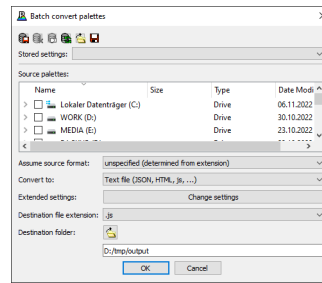 Batch convert palettes
Stored settings:
Source palettes:
Name Size Type Date Modi
Lokaler Datenträger (C:) Drive 06.11.2022
WORK (D:) Drive 30.10.2022
MEDIA (E:) Drive 23.10.2022
Assume source format: unspecified (determined from extension)
Convert to: Text file (JSON, HTML, js, ...)
Extended settings: Change settings
Destination file extension: .js
Destination folder:
D:/tmp/output
OK Cancel